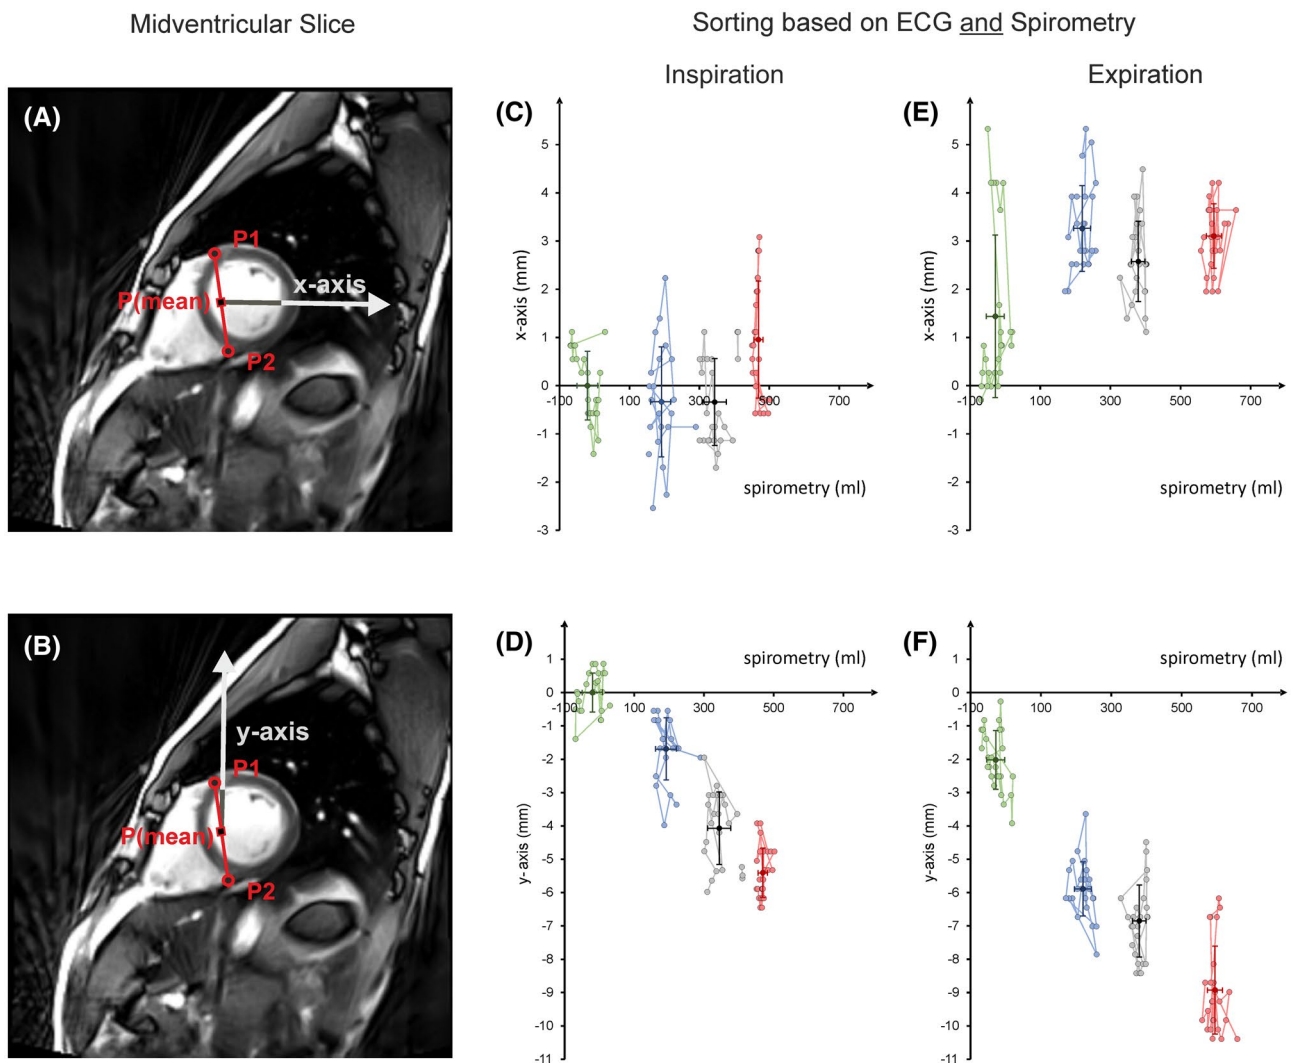 Midventricular Slice
Sorting based on ECG and Spirometry
Inspiration
Expiration
(A)
P1
x-axis
P(mean)
P2
(C)
x-axis (mm)
5
4
3
2
1
0
-1
-2
-3
-100 100 300 500 700
spirometry (ml)
(E)
x-axis (mm)
5
4
3
2
1
0
-1
-2
-3
-100 100 300 500 700
spirometry (ml)
(B)
y-axis
P1
P(mean)
P2
(D)
y-axis (mm)
spirometry (ml)
1
0
-100 100 300 500 700
-1
-2
-3
-4
-5
-6
-7
-8
-9
-10
-11
(F)
y-axis (mm)
spirometry (ml)
1
0
-100 100 300 500 700
-1
-2
-3
-4
-5
-6
-7
-8
-9
-10
-11